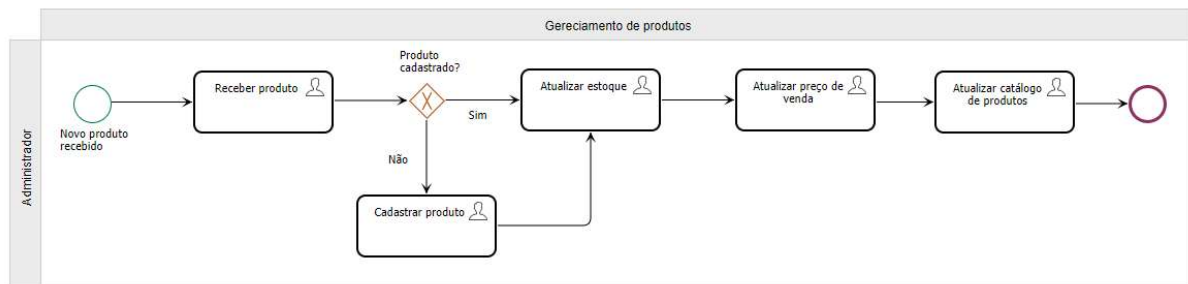 Gereciamento de produtos
Administrador
Novo produto
recebido
Receber produto
Produto
cadastrado?
Sim
Não
Cadastrar produto
Atualizar estoque
Atualizar preço de
venda
Atualizar catálogo
de produtos